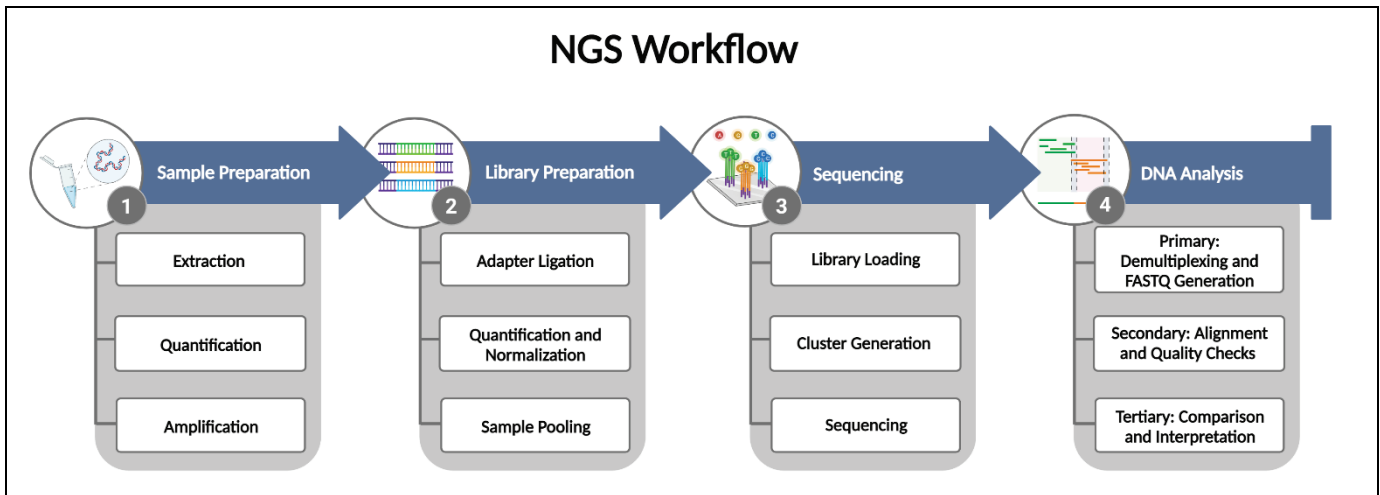 NGS Workflow
1
Sample Preparation
Extraction
Quantification
Amplification
2
Library Preparation
Adapter Ligation
Quantification and
Normalization
Sample Pooling
A
G
T
C
3
Sequencing
Library Loading
Cluster Generation
Sequencing
4
DNA Analysis
Primary:
Demultiplexing and
FASTQ Generation
Secondary: Alignment
and Quality Checks
Tertiary: Comparison
and Interpretation